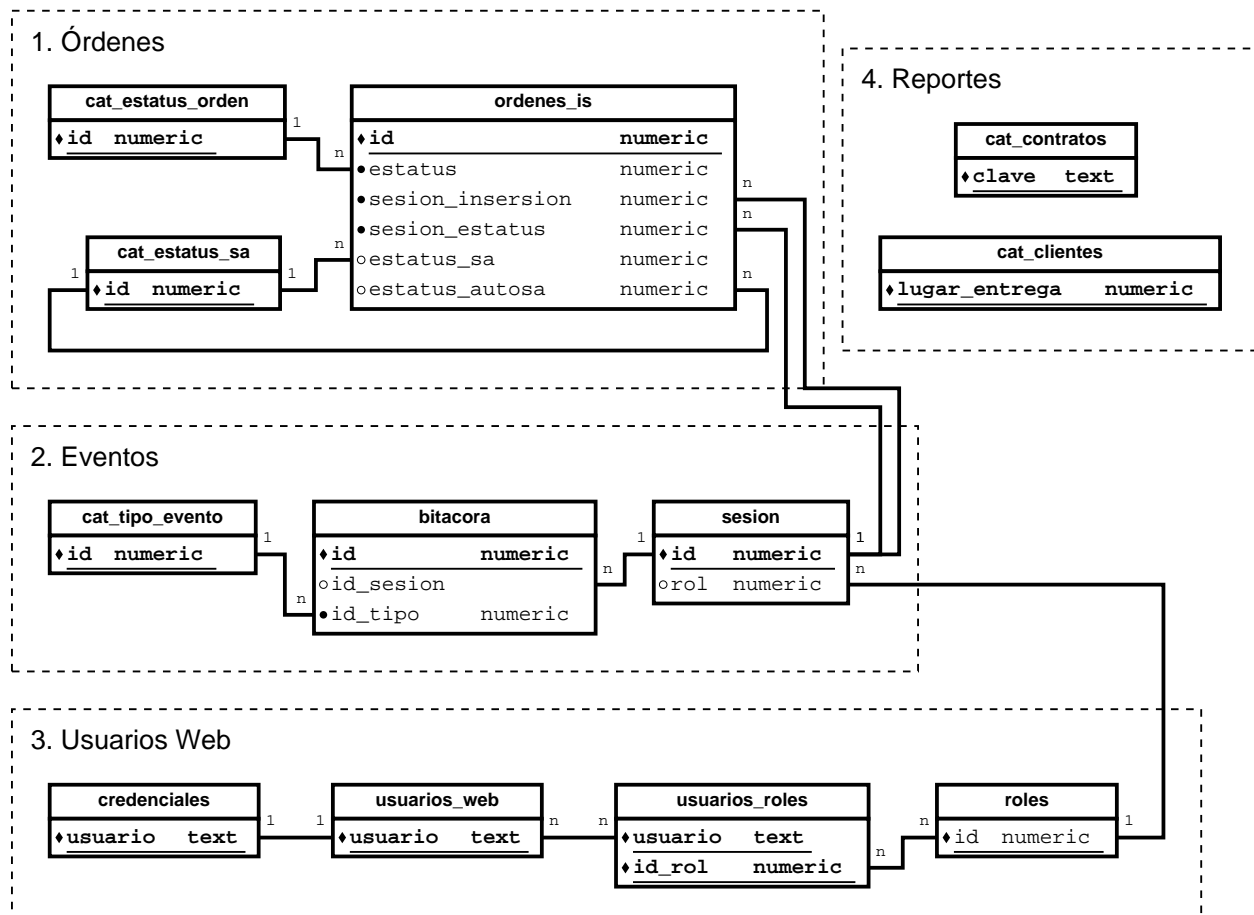 1. Órdenes
cat_estatus_orden
id numeric
1
n
ordenes_is
id numeric
estatus numeric
sesion_insersion numeric
sesion_estatus numeric
estatus_sa numeric
estatus_autosa numeric
n
n
n
n
cat_estatus_sa
id numeric
1
1
4. Reportes
cat_contratos
clave text
cat_clientes
lugar_entrega numeric
2. Eventos
cat_tipo_evento
id numeric
1
n
bitacora
id numeric
id_sesion
id_tipo numeric
n
1
sesion
id numeric
rol numeric
1
n
3. Usuarios Web
credenciales
usuario text
1
1
usuarios_web
usuario text
n
n
usuarios_roles
usuario text
id_rol numeric
n
n
roles
id numeric
1